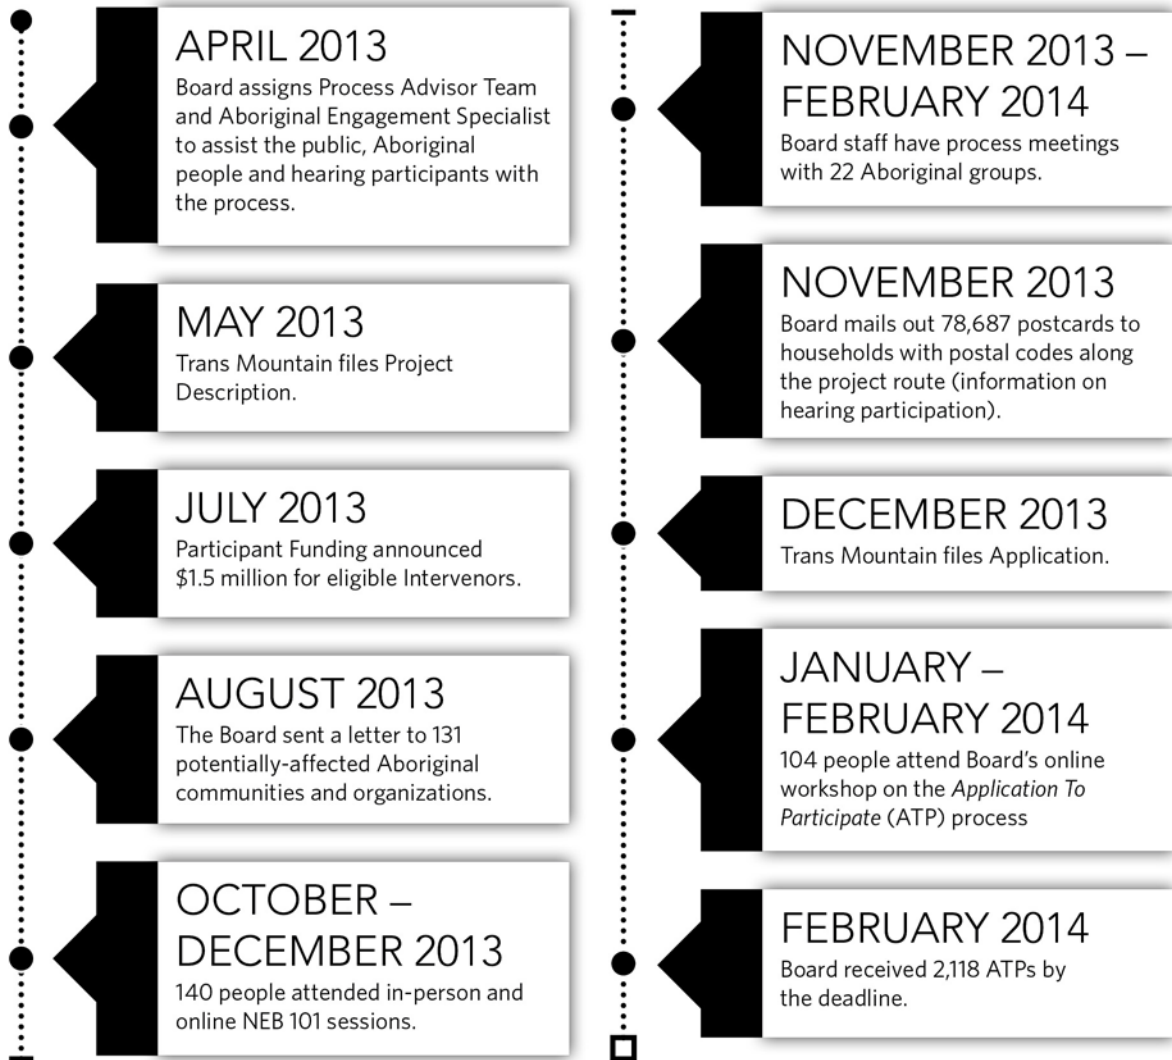 APRIL 2013
Board assigns Process Advisor Team
and Aboriginal Engagement Specialist
to assist the public, Aboriginal
people and hearing participants with
the process.
MAY 2013
Trans Mountain files Project
Description.
JULY 2013
Participant Funding announced
$1.5 million for eligible Intervenors.
AUGUST 2013
The Board sent a letter to 131
potentially-affected Aboriginal
communities and organizations.
OCTOBER –
DECEMBER 2013
140 people attended in-person and
online NEB 101 sessions.
NOVEMBER 2013 –
FEBRUARY 2014
Board staff have process meetings
with 22 Aboriginal groups.
NOVEMBER 2013
Board mails out 78,687 postcards to
households with postal codes along
the project route (information on
hearing participation).
DECEMBER 2013
Trans Mountain files Application.
JANUARY –
FEBRUARY 2014
104 people attend Board’s online
workshop on the Application To
Participate (ATP) process
FEBRUARY 2014
Board received 2,118 ATPs by
the deadline.